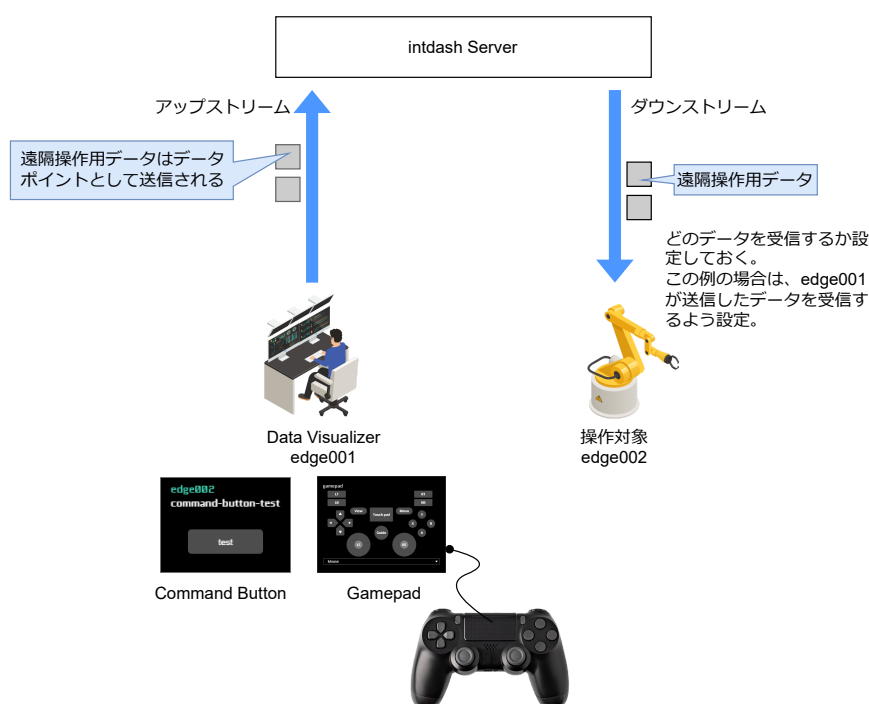 intdash Server
アップストリーム
ダウンストリーム
遠隔操作用データはデータ
ポイントとして送信される
遠隔操作用データ
どのデータを受信するか設
定しておく。
この例の場合は、edge001
が送信したデータを受信す
るよう設定。
Data Visualizer
edge001
操作対象
edge002
edge002
command-button-test
test
gamepad
View
Touch pad
Menu
Guide
Mouse
Command Button
Gamepad